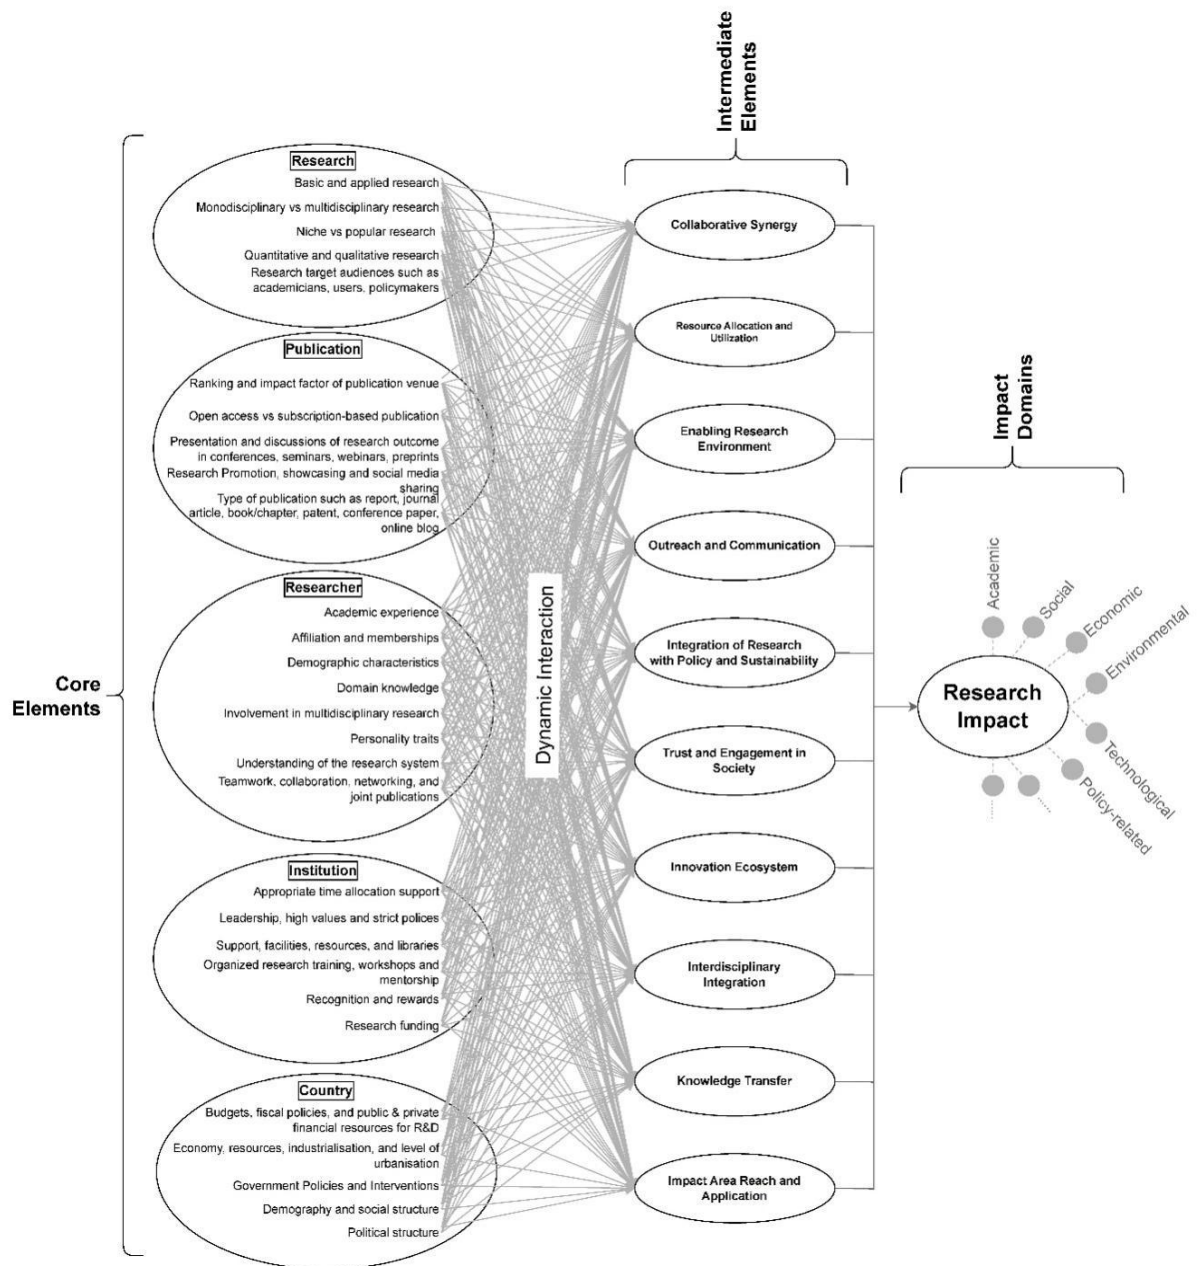 Core
Elements
Research
Basic and applied research
Monodisciplinary vs multidisciplinary research
Niche vs popular research
Quantitative and qualitative research
Research target audiences such as
academicians, users, policymakers
Publication
Ranking and impact factor of publication venue
Open access vs subscription-based publication
Presentation and discussions of research outcome
in conferences, seminars, webinars, preprints
Research Promotion, showcasing and social media
sharing
Type of publication such as report, journal
article, book/chapter, patent, conference paper,
online blog
Researcher
Academic experience
Affiliation and memberships
Demographic characteristics
Domain knowledge
Involvement in multidisciplinary research
Personality traits
Understanding of the research system
Teamwork, collaboration, networking, and
joint publications
Institution
Appropriate time allocation support
Leadership, high values and strict polices
Support, facilities, resources, and libraries
Organized research training, workshops and
mentorship
Recognition and rewards
Research funding
Country
Budgets, fiscal policies, and public & private
financial resources for R&D
Economy, resources, industrialisation, and level of
urbanisation
Government Policies and Interventions
Demography and social structure
Political structure
Dynamic Interaction
Intermediate
Elements
Collaborative Synergy
Resource Allocation and
Utilization
Enabling Research
Environment
Outreach and Communication
Integration of Research
with Policy and Sustainability
Trust and Engagement in
Society
Innovation Ecosystem
Interdisciplinary
Integration
Knowledge Transfer
Impact Area Reach and
Application
Impact
Domains
Research
Impact
Academic
Social
Economic
Environmental
Technological
Policy-related